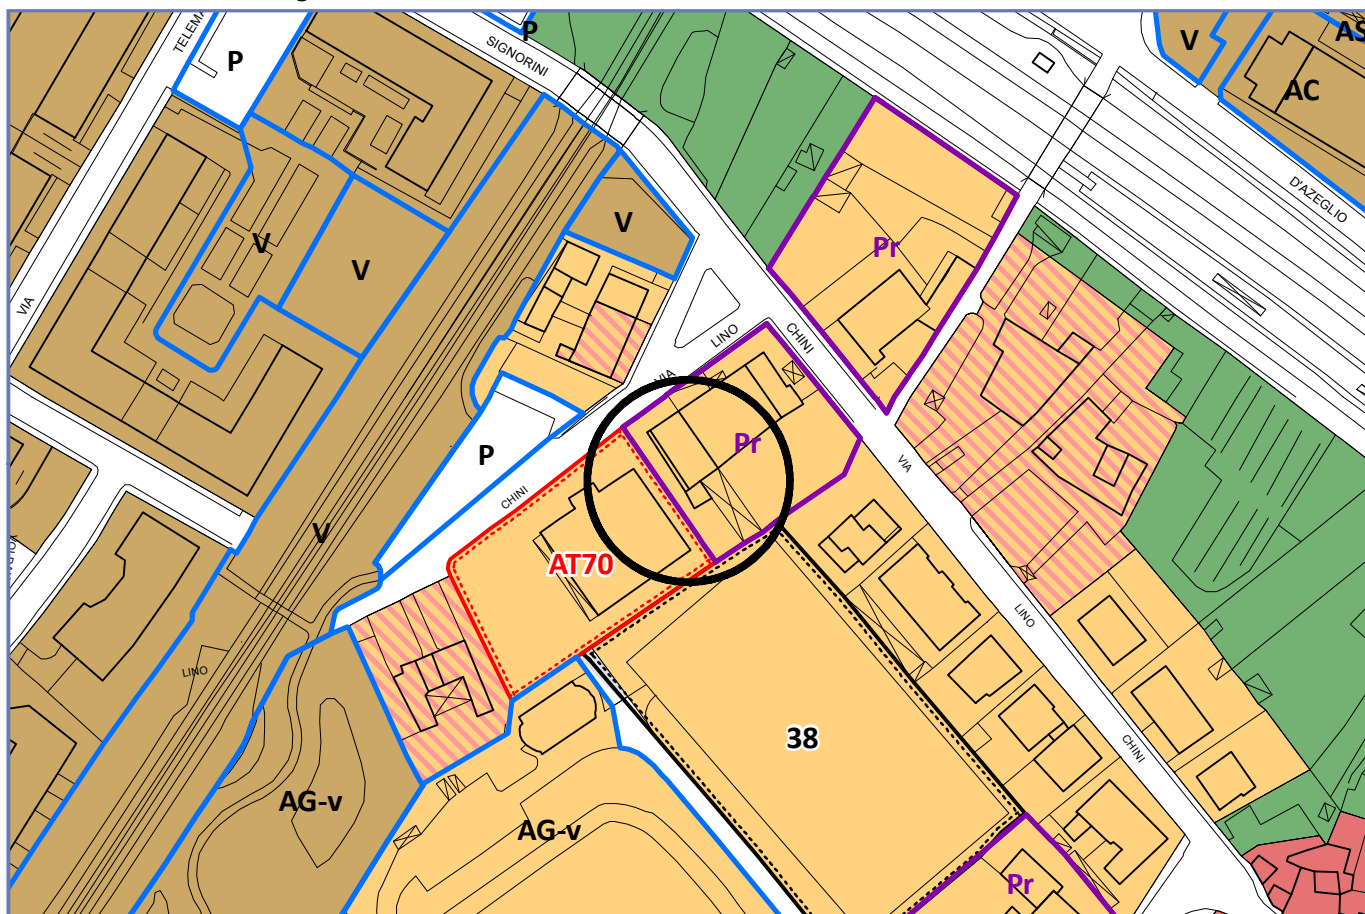 TELEMA
P
SIGNORINI
P
V
AS
AC
D'AZEGLIO
V
V
V
Pr
VIA
LINO
CHINI
VIA
Pr
P
CHINI
VIA
V
AT70
LINO
LINO
38
CHINI
AG-v
AG-v
Pr